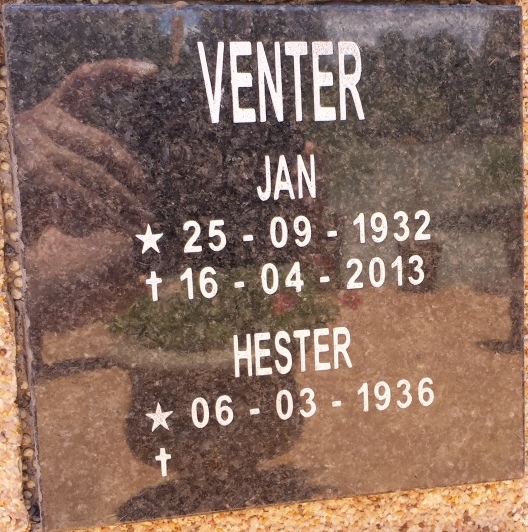 VENTER
JAN
★ 25 - 09 - 1932
✝ 16 - 04 - 2013
HESTER
★ 06 - 03 - 1936
✝